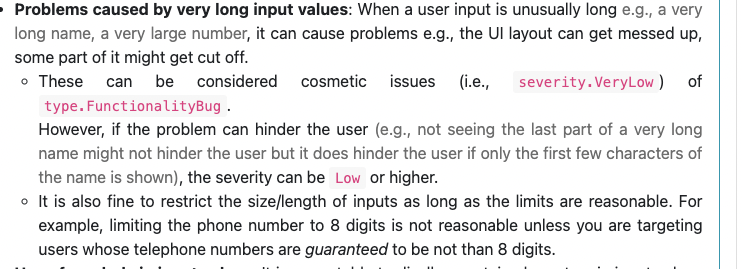 • Problems caused by very long input values: When a user input is unusually long e.g., a very
long name, a very large number, it can cause problems e.g., the UI layout can get messed up,
some part of it might get cut off.
○ These can be considered cosmetic issues (i.e., severity.VeryLow ) of
type.FunctionalityBug .
However, if the problem can hinder the user (e.g., not seeing the last part of a very long
name might not hinder the user but it does hinder the user if only the first few characters of
the name is shown), the severity can be Low or higher.
○ It is also fine to restrict the size/length of inputs as long as the limits are reasonable. For
example, limiting the phone number to 8 digits is not reasonable unless you are targeting
users whose telephone numbers are guaranteed to be not than 8 digits.